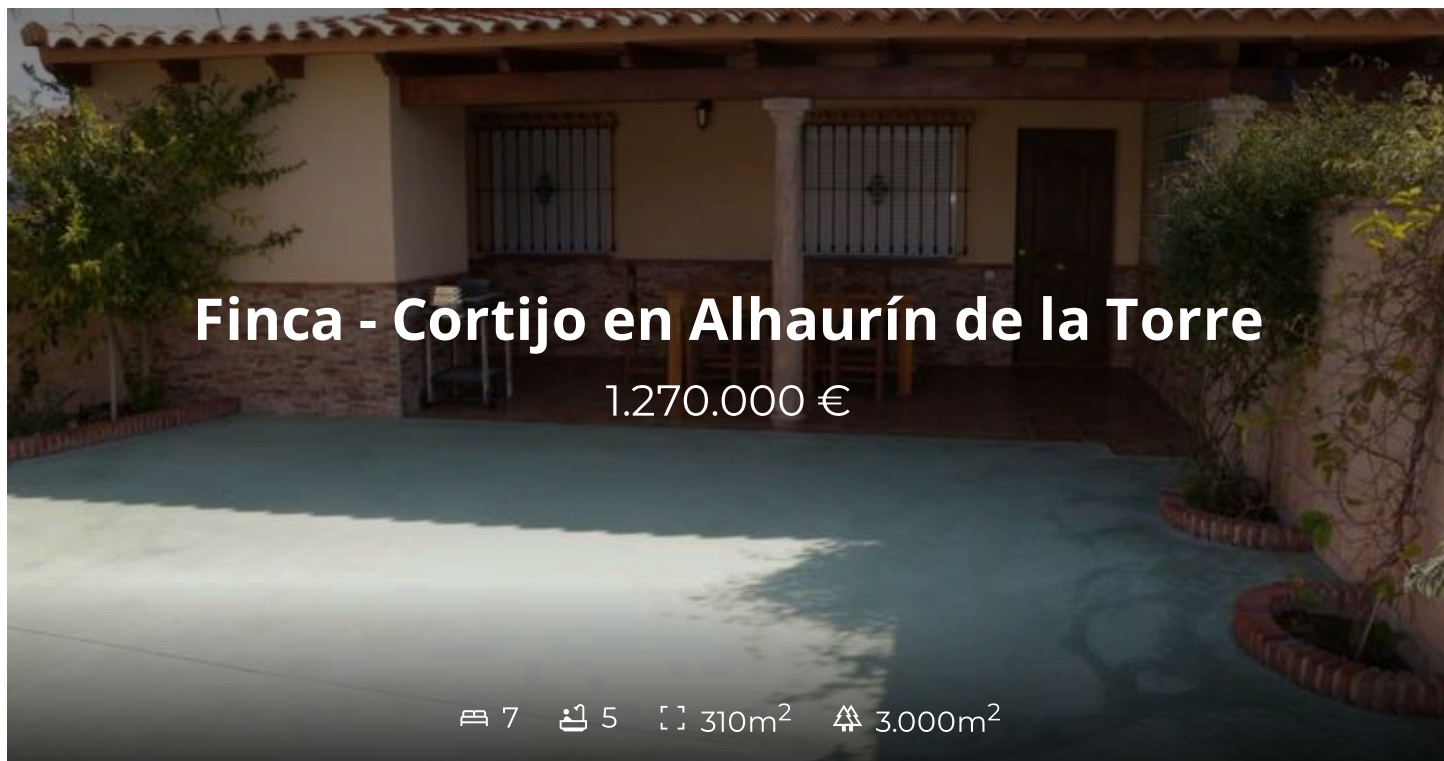 Finca - Cortijo en Alhaurín de la Torre
1.270.000 €
7 5 310m² 3.000m²